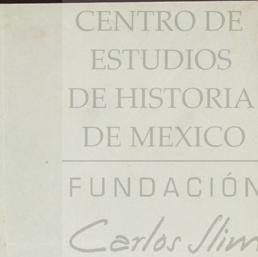 CENTRO DE
ESTUDIOS
DE HISTORIA
DE MEXICO
FUNDACIÓN
Carlos Slim